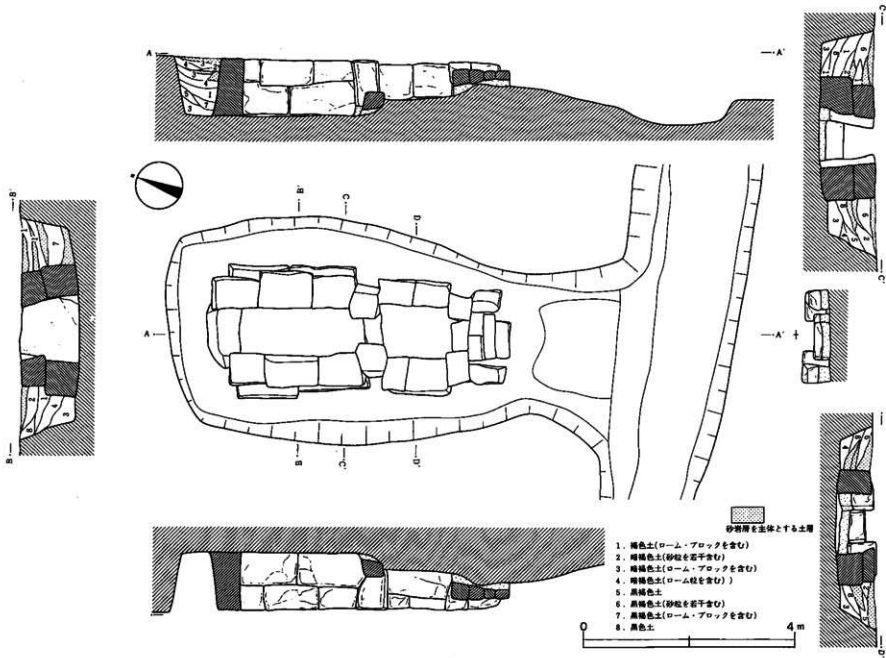 A
A'
C
C'
B'
B
B'
C
D
A
A'
B
C'
D'
D'
砂岩屑を主体とする土層
1. 褐色土(ローム・ブロックを含む)
2. 暗褐色土(砂粒を若干含む)
3. 暗褐色土(ローム・ブロックを含む)
4. 暗褐色土(ローム粒を含む))
5. 黒褐色土
6. 黒褐色土(砂粒を若干含む)
7. 黒褐色土(ローム・ブロックを含む)
8. 黒色土
0 4m